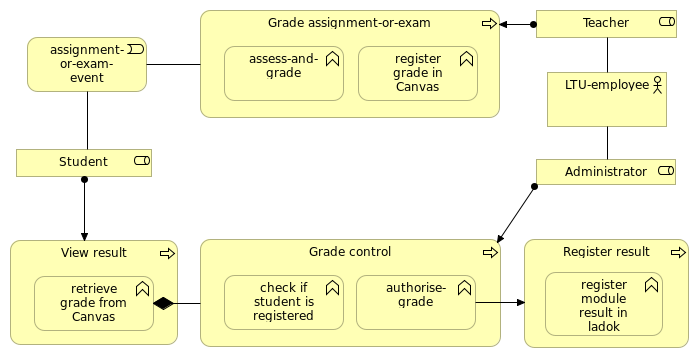 Grade assignment-or-exam
Teacher
assignment-
or-exam-
event
assess-and-
grade
register
grade in
Canvas
LTU-employee
Student
Administrator
View result
Grade control
Register result
retrieve
grade from
Canvas
check if
student is
registered
authorise-
grade
register
module
result in
ladok